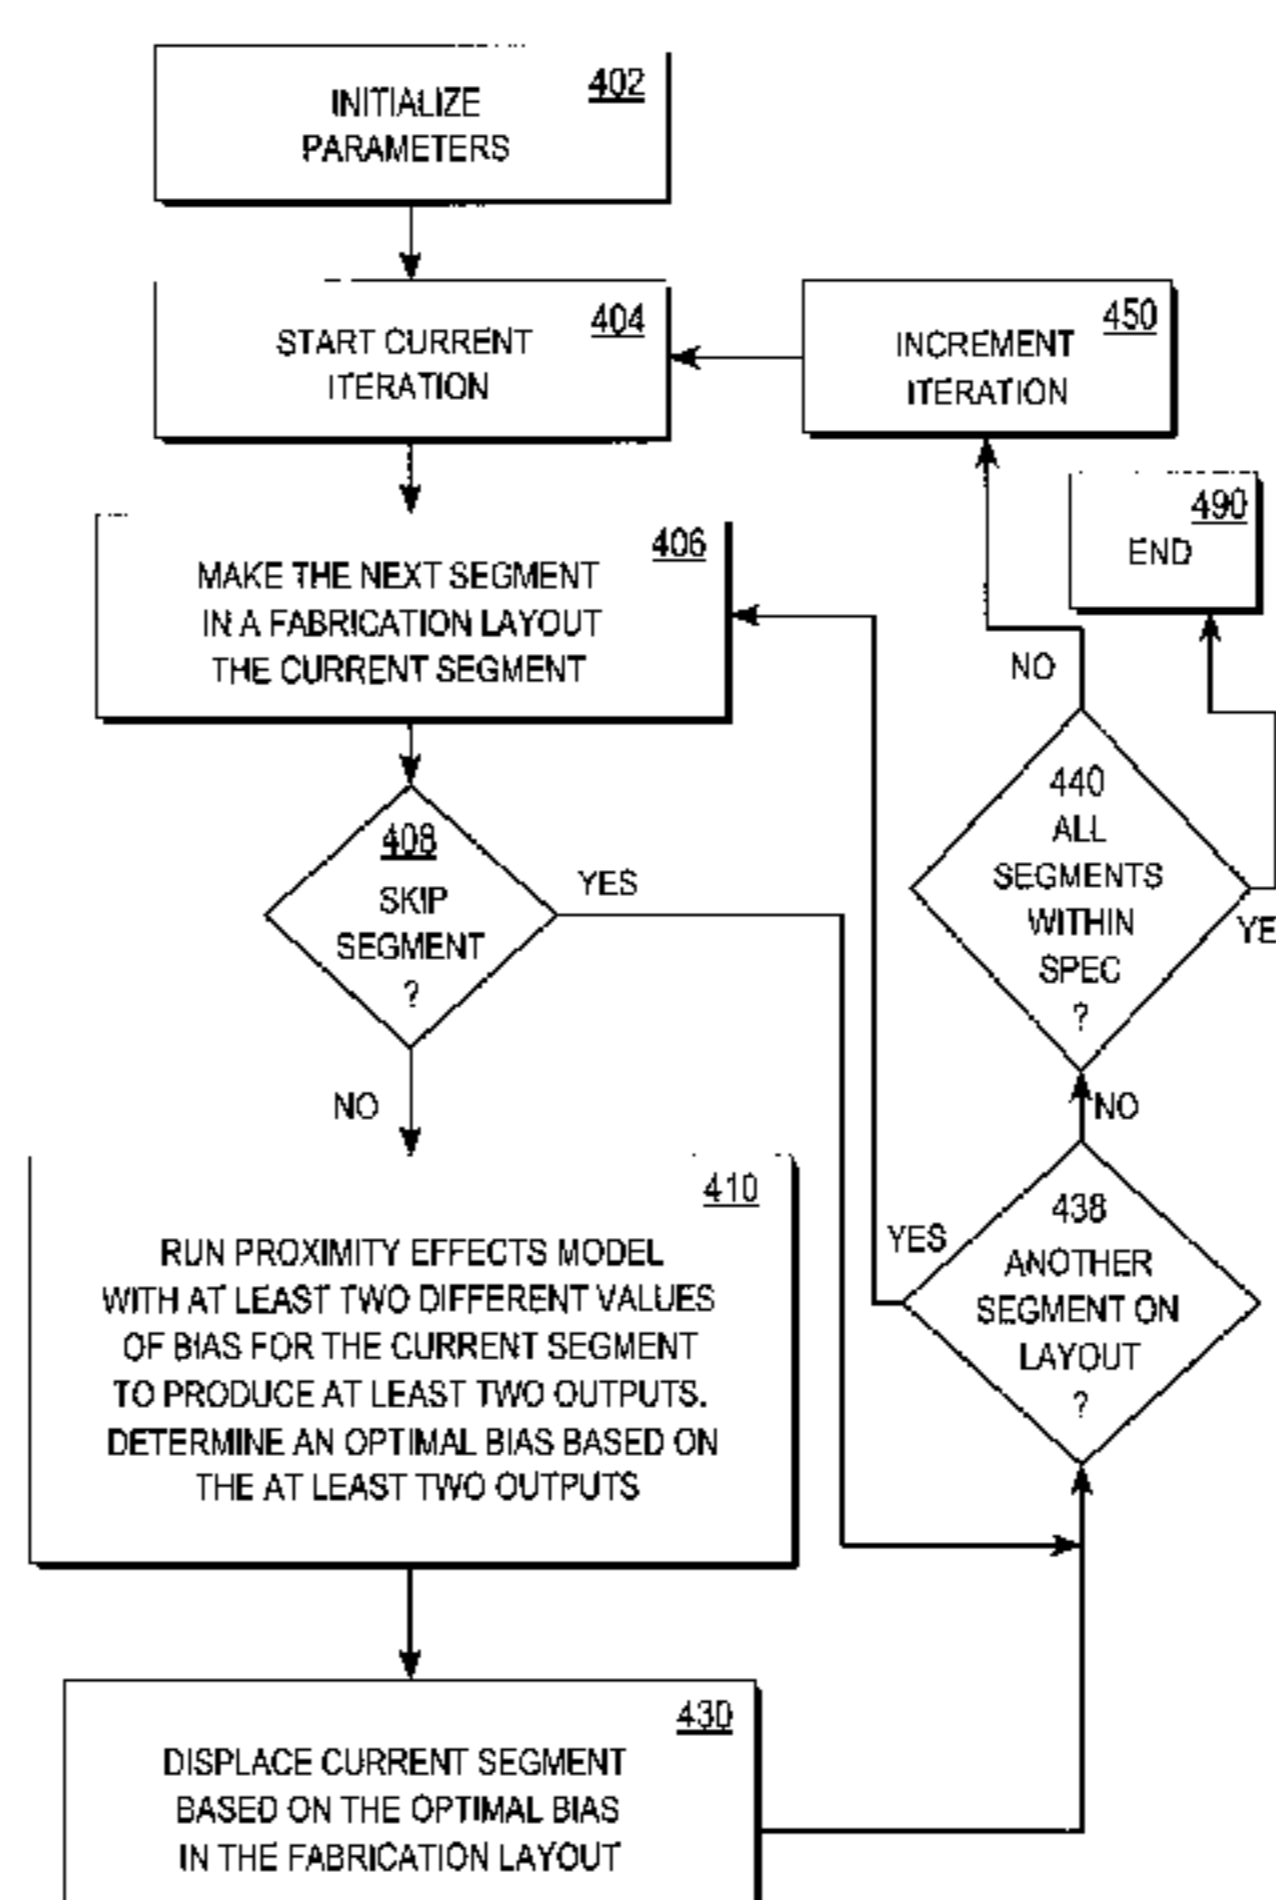 402
INITIALIZE
PARAMETERS
404
START CURRENT
ITERATION
450
INCREMENT
ITERATION
490
END
406
MAKE THE NEXT SEGMENT
IN A FABRICATION LAYOUT
THE CURRENT SEGMENT
NO
408
SKIP
SEGMENT
?
YES
440
ALL
SEGMENTS
WITHIN
SPEC
?
NO
NO
438
ANOTHER
SEGMENT ON
LAYOUT
?
YES
410
RUN PROXIMITY EFFECTS MODEL
WITH AT LEAST TWO DIFFERENT VALUES
OF BIAS FOR THE CURRENT SEGMENT
TO PRODUCE AT LEAST TWO OUTPUTS.
DETERMINE AN OPTIMAL BIAS BASED ON
THE AT LEAST TWO OUTPUTS
430
DISPLACE CURRENT SEGMENT
BASED ON THE OPTIMAL BIAS
IN THE FABRICATION LAYOUT